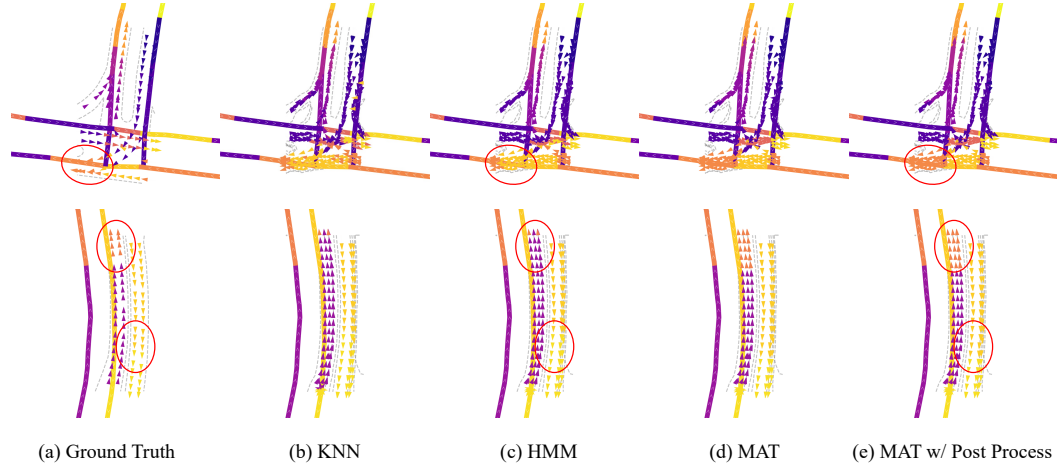 (a) Ground Truth
(b) KNN
(c) HMM
(d) MAT
(e) MAT w/ Post Process